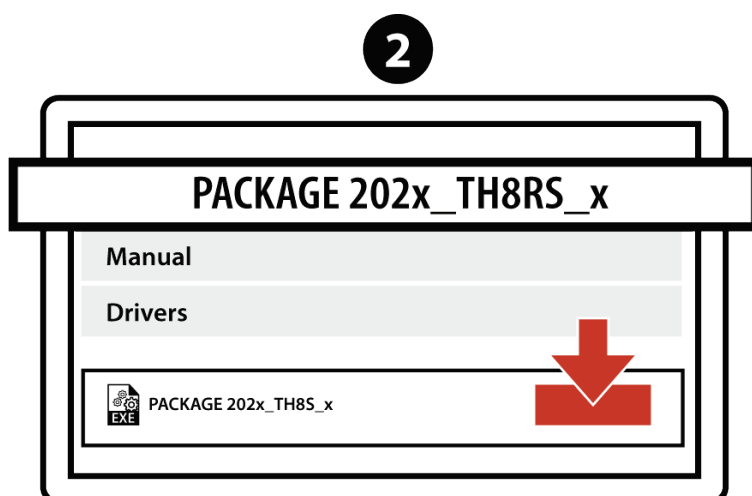 2
PACKAGE 202x_TH8RS_x
Manual
Drivers
EXE PACKAGE 202x_TH8S_x